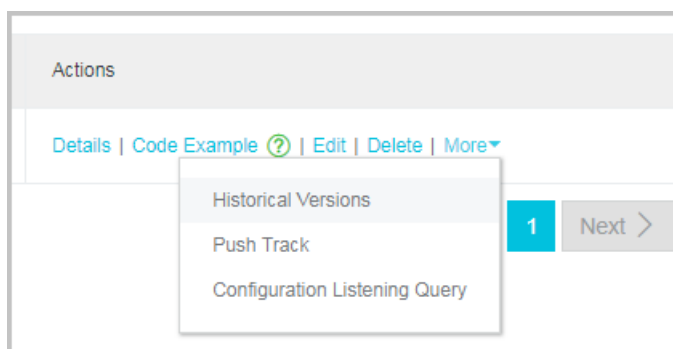 Actions
Details | Code Example ? | Edit | Delete | More
Historical Versions
Push Track
Configuration Listening Query
1 Next >